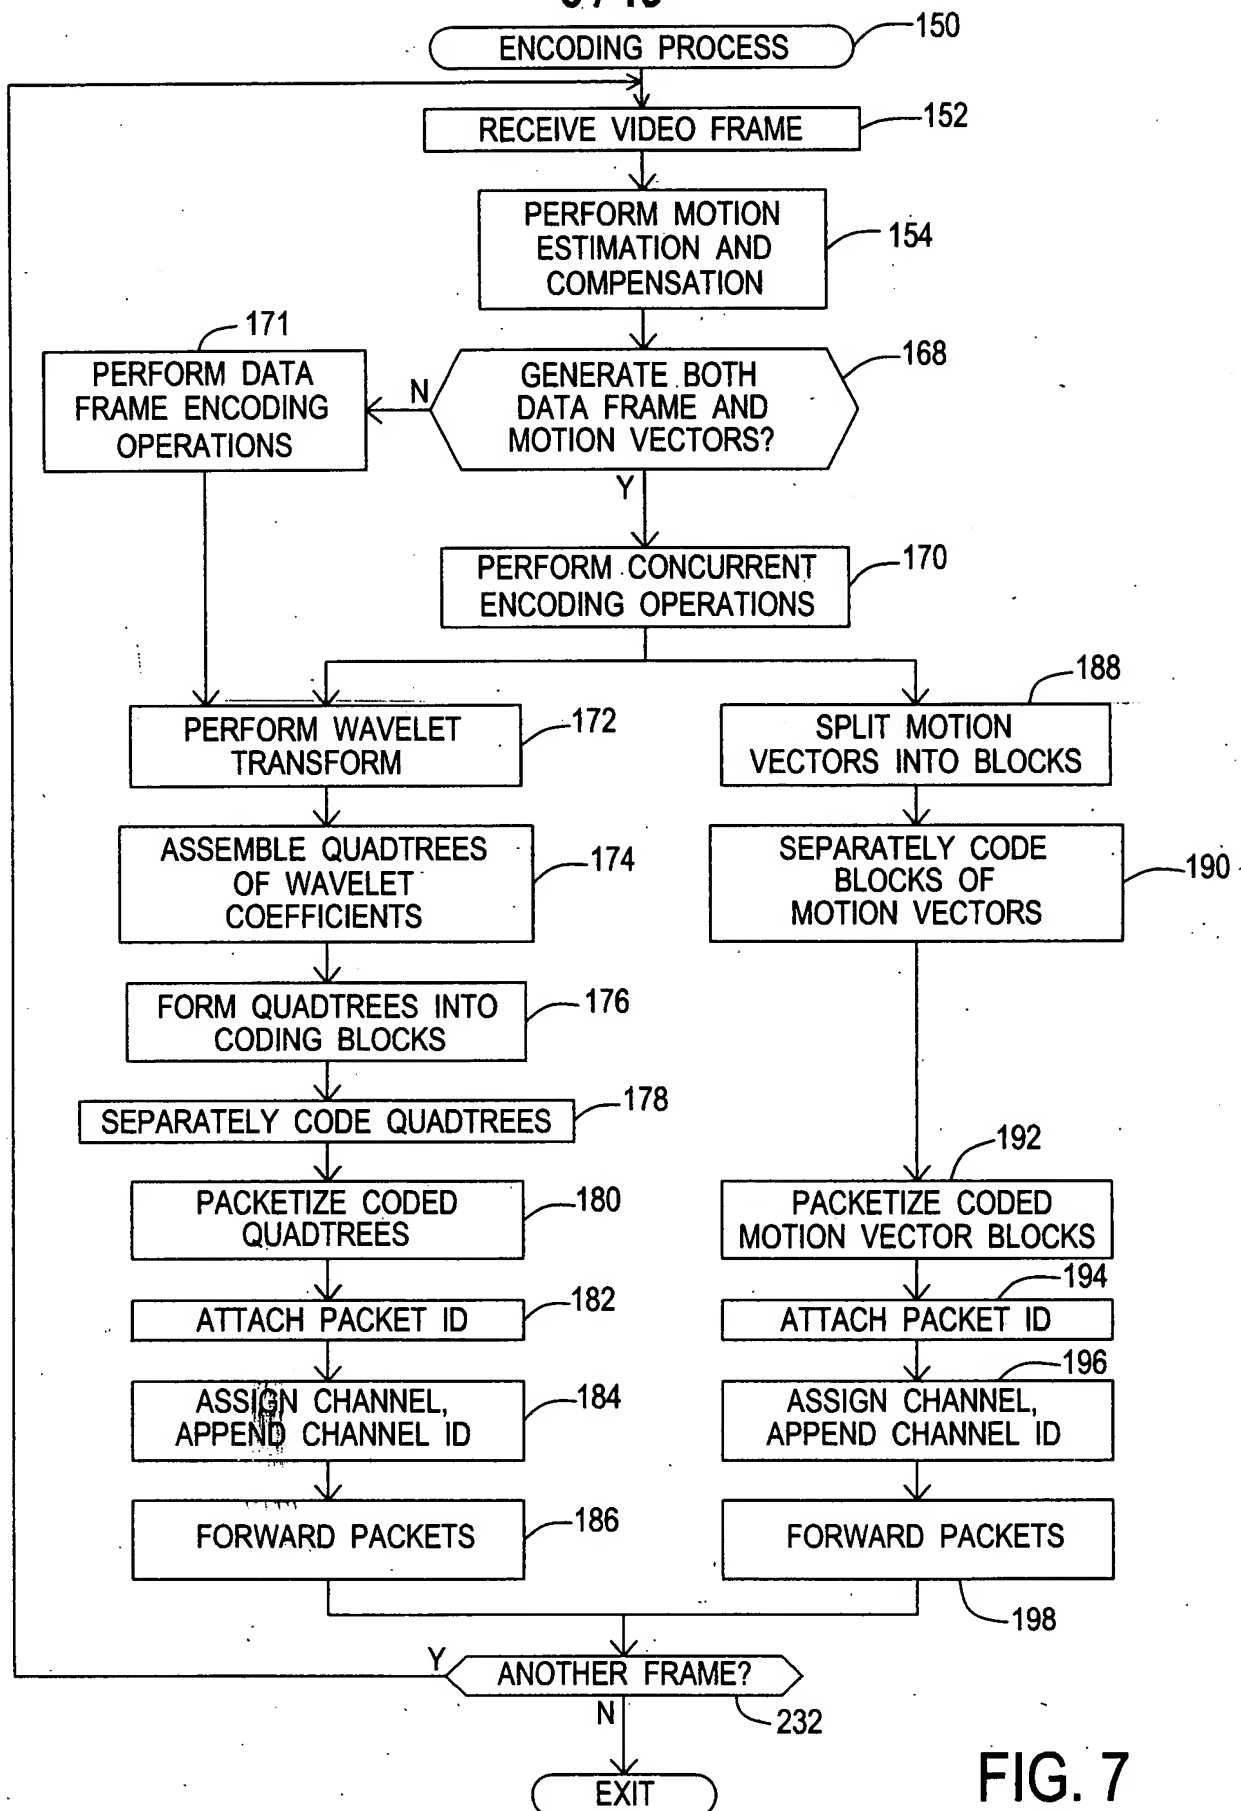 ENCODING PROCESS
150
RECEIVE VIDEO FRAME
152
PERFORM MOTION
ESTIMATION AND
COMPENSATION
154
171
PERFORM DATA
FRAME ENCODING
OPERATIONS
N
GENERATE BOTH
DATA FRAME AND
MOTION VECTORS?
168
Y
PERFORM CONCURRENT
ENCODING OPERATIONS
170
PERFORM WAVELET
TRANSFORM
172
ASSEMBLE QUADTREES
OF WAVELET
COEFFICIENTS
174
FORM QUADTREES INTO
CODING BLOCKS
176
SEPARATELY CODE QUADTREES
178
PACKETIZE CODED
QUADTREES
180
ATTACH PACKET ID
182
ASSIGN CHANNEL,
APPEND CHANNEL ID
184
FORWARD PACKETS
186
188
SPLIT MOTION
VECTORS INTO BLOCKS
SEPARATELY CODE
BLOCKS OF
MOTION VECTORS
190
192
PACKETIZE CODED
MOTION VECTOR BLOCKS
194
ATTACH PACKET ID
196
ASSIGN CHANNEL,
APPEND CHANNEL ID
FORWARD PACKETS
198
Y
ANOTHER FRAME?
232
N
EXIT
FIG. 7